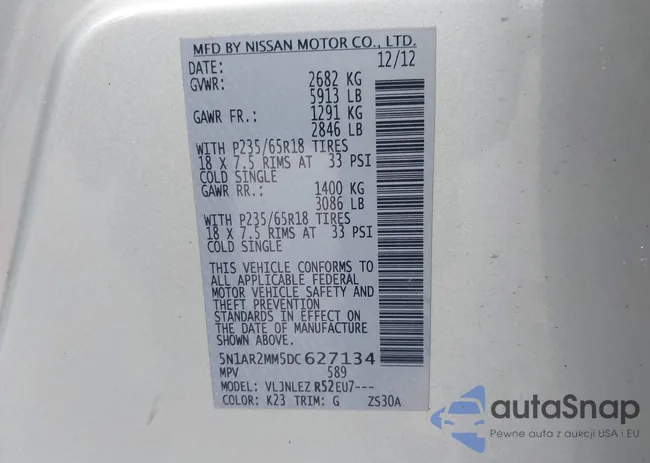 MFD BY NISSAN MOTOR CO., LTD.
DATE: 12/12
GVWR: 2682 KG
5913 LB
GAWR FR.: 1291 KG
2846 LB
WITH P235/65R18 TIRES
18 X 7.5 RIMS AT 33 PSI
COLD SINGLE
GAWR RR.: 1400 KG
3086 LB
WITH P235/65R18 TIRES
18 X 7.5 RIMS AT 33 PSI
COLD SINGLE
THIS VEHICLE CONFORMS TO
ALL APPLICABLE FEDERAL
MOTOR VEHICLE SAFETY AND
THEFT PREVENTION
STANDARDS IN EFFECT ON
THE DATE OF MANUFACTURE
SHOWN ABOVE.
5N1AR2MM5DC627134
MPV 589
MODEL: VLJNLEZ R52EU7---
COLOR: K23 TRIM: G ZS30A
autoSnap
Pewne auta z aukcji USA i EU